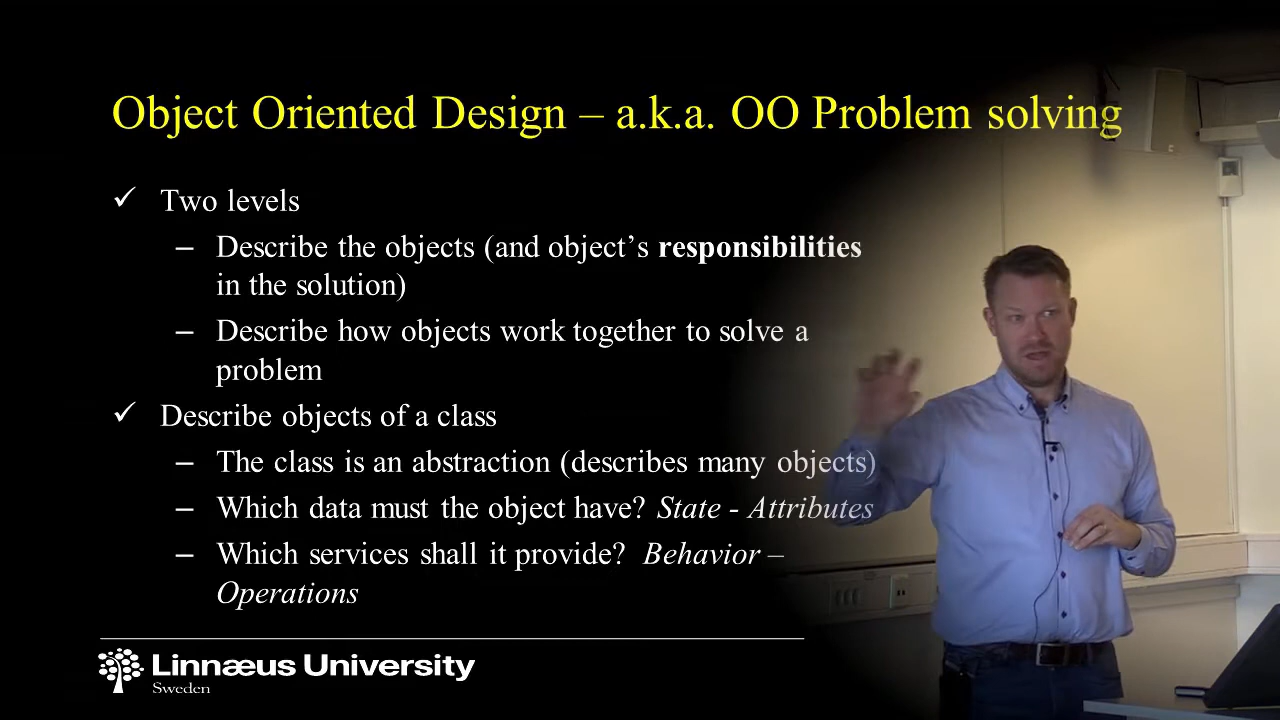 Object Oriented Design – a.k.a. OO Problem solving
✓ Two levels
– Describe the objects (and object’s responsibilities
in the solution)
– Describe how objects work together to solve a
problem
✓ Describe objects of a class
– The class is an abstraction (describes many objects)
– Which data must the object have? State - Attributes
– Which services shall it provide? Behavior –
Operations
Linnæus University
Sweden